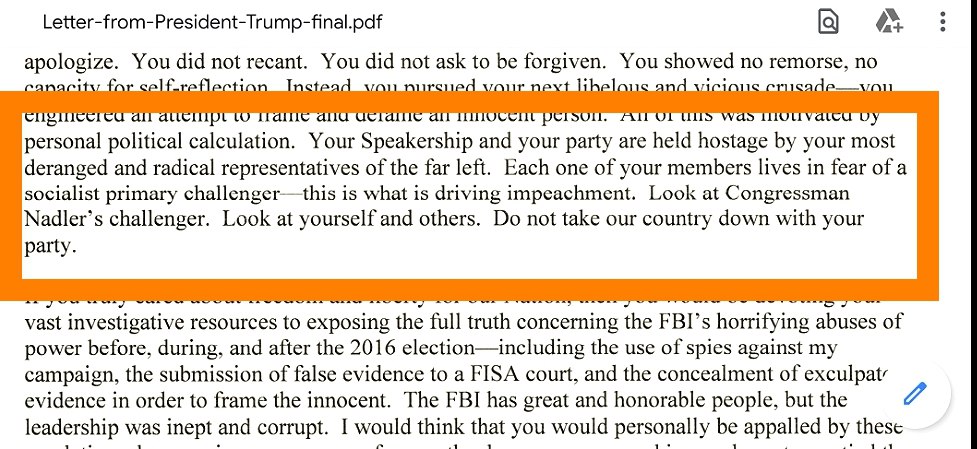 Letter-from-President-Trump-final.pdf
apologize. You did not recant. You did not ask to be forgiven. You showed no remorse, no
capacity for self-reflection. Instead, you pursued your next libelous and vicious crusade—you
engineered an attempt to frame and defame an innocent person. All of this was motivated by
personal political calculation. Your Speakership and your party are held hostage by your most
deranged and radical representatives of the far left. Each one of your members lives in fear of a
socialist primary challenger—this is what is driving impeachment. Look at Congressman
Nadler's challenger. Look at yourself and others. Do not take our country down with your
party.
If you truly cared about freedom and liberty for our Nation, then you would be devoting your
vast investigative resources to exposing the full truth concerning the FBI's horrifying abuses of
power before, during, and after the 2016 election—including the use of spies against my
campaign, the submission of false evidence to a FISA court, and the concealment of exculpat
evidence in order to frame the innocent. The FBI has great and honorable people, but the
leadership was inept and corrupt. I would think that you would personally be appalled by these